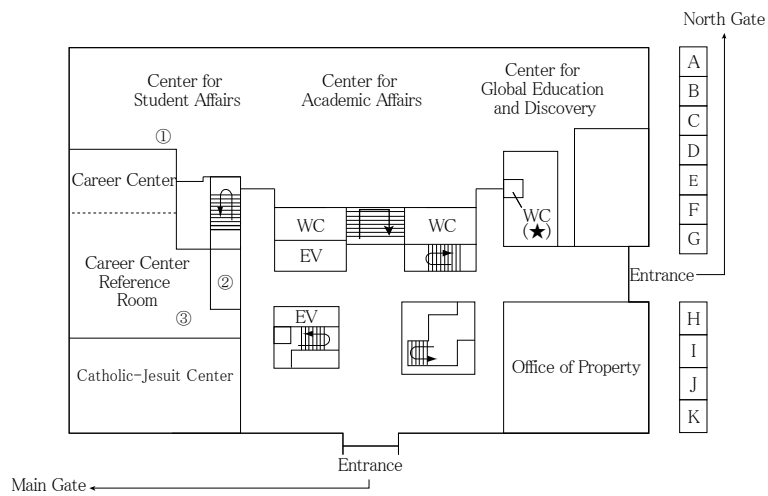 North Gate
A
B
C
D
E
F
G
Center for
Student Affairs
Center for
Academic Affairs
Center for
Global Education
and Discovery
①
Career Center
WC
WC
WC
(★)
EV
Career Center
Reference
Room
②
③
Entrance
EV
H
I
J
K
Catholic-Jesuit Center
Office of Property
Entrance
Main Gate